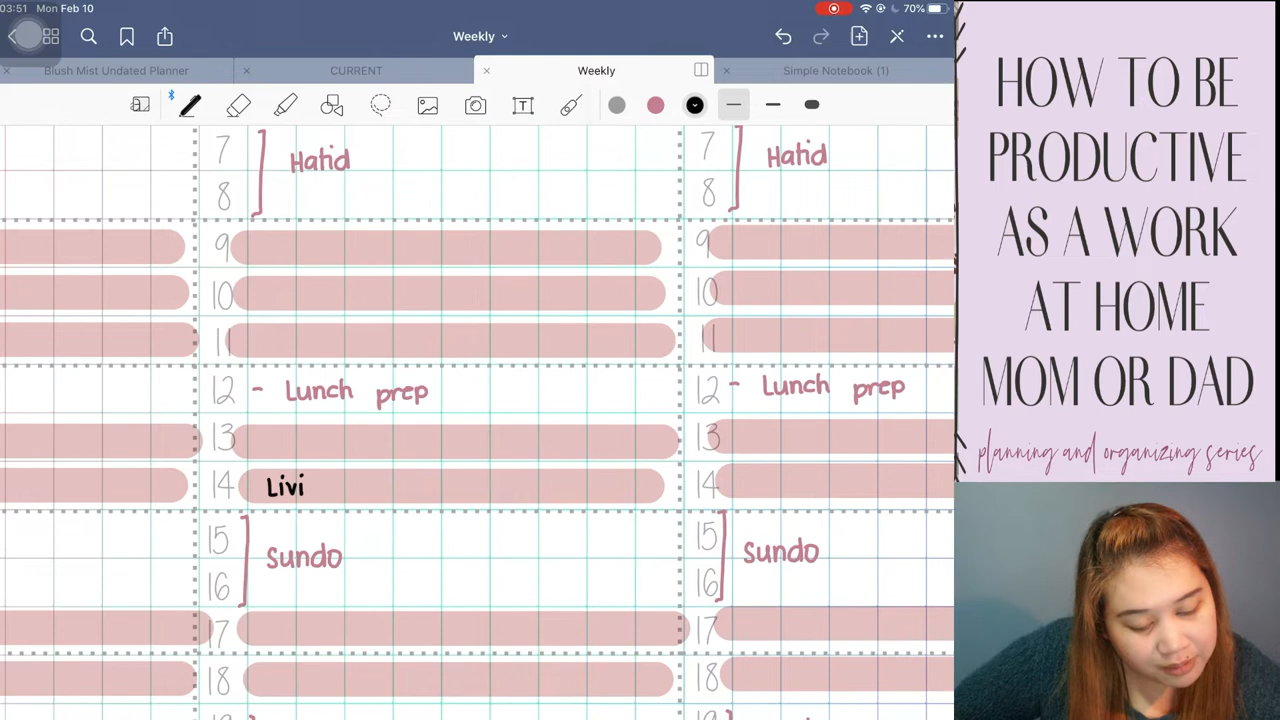 03:51 Mon Feb 10
70%
Weekly
Blush Mist Undated Planner
CURRENT
Weekly
Simple Notebook (1)
7
8
Hatid
9
10
11
12 - Lunch prep
13
14 Livi
15
16
Sundo
17
18
7
8
Hatid
9
10
11
12 - Lunch prep
13
14
15
16
Sundo
17
18
HOW TO BE
PRODUCTIVE
AS A WORK
AT HOME
MOM OR DAD
planning and organizing series